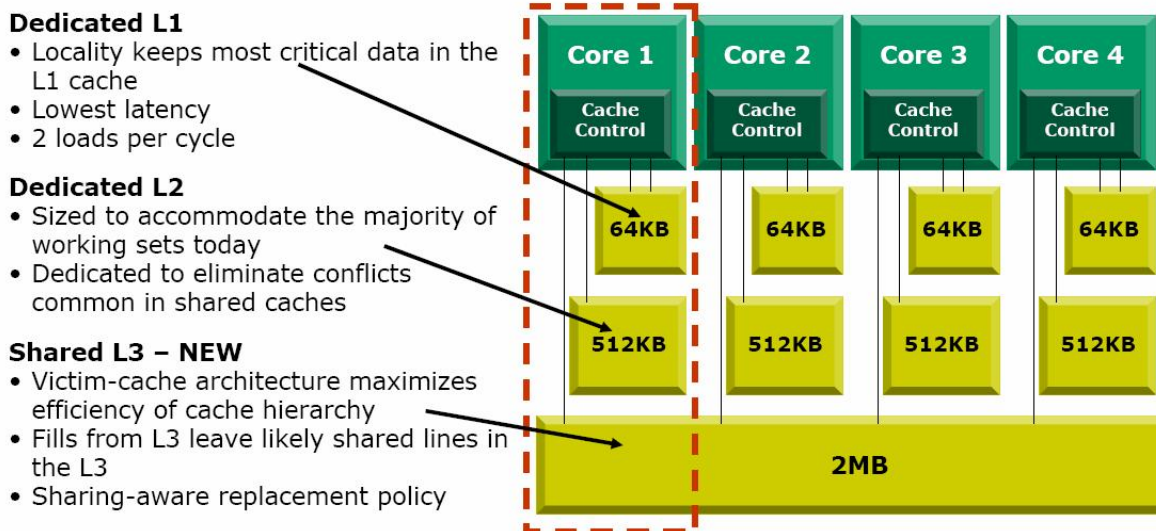 Dedicated L1
• Locality keeps most critical data in the
L1 cache
• Lowest latency
• 2 loads per cycle
Dedicated L2
• Sized to accommodate the majority of
working sets today
• Dedicated to eliminate conflicts
common in shared caches
Shared L3 – NEW
• Victim-cache architecture maximizes
efficiency of cache hierarchy
• Fills from L3 leave likely shared lines in
the L3
• Sharing-aware replacement policy
Core 1
Cache
Control
64KB
512KB
Core 2
Cache
Control
64KB
512KB
Core 3
Cache
Control
64KB
512KB
Core 4
Cache
Control
64KB
512KB
2MB